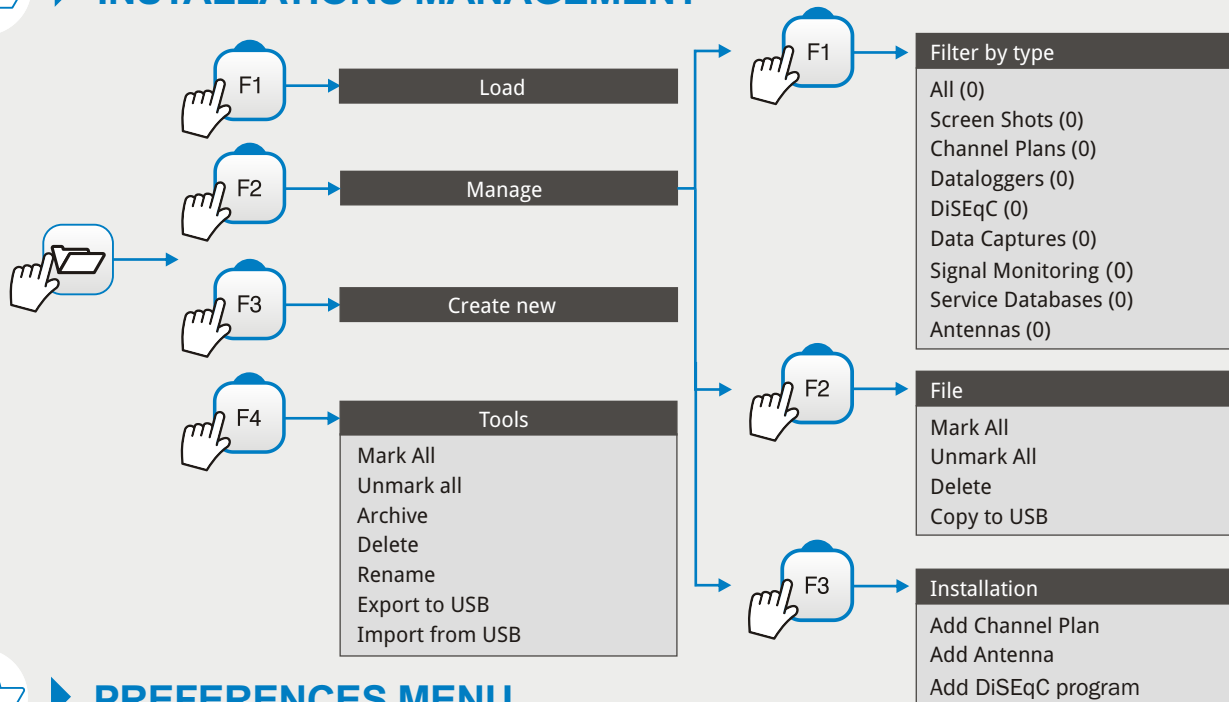 INSTALLATIONS MANAGEMENT
F1
Load
F2
Manage
F3
Create new
F4
Tools
Mark All
Unmark all
Archive
Delete
Rename
Export to USB
Import from USB
F1
Filter by type
All (0)
Screen Shots (0)
Channel Plans (0)
Dataloggers (0)
DiSEqC (0)
Data Captures (0)
Signal Monitoring (0)
Service Databases (0)
Antennas (0)
F2
File
Mark All
Unmark All
Delete
Copy to USB
F3
Installation
Add Channel Plan
Add Antenna
Add DiSEqC program
PREFERENCES MENU